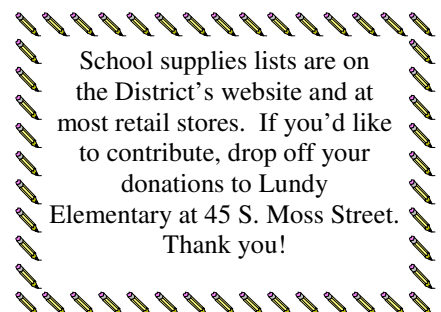 School supplies lists are on
the District's website and at
most retail stores.  If you'd like
to contribute, drop off your
donations to Lundy
Elementary at 45 S. Moss Street.
Thank you!